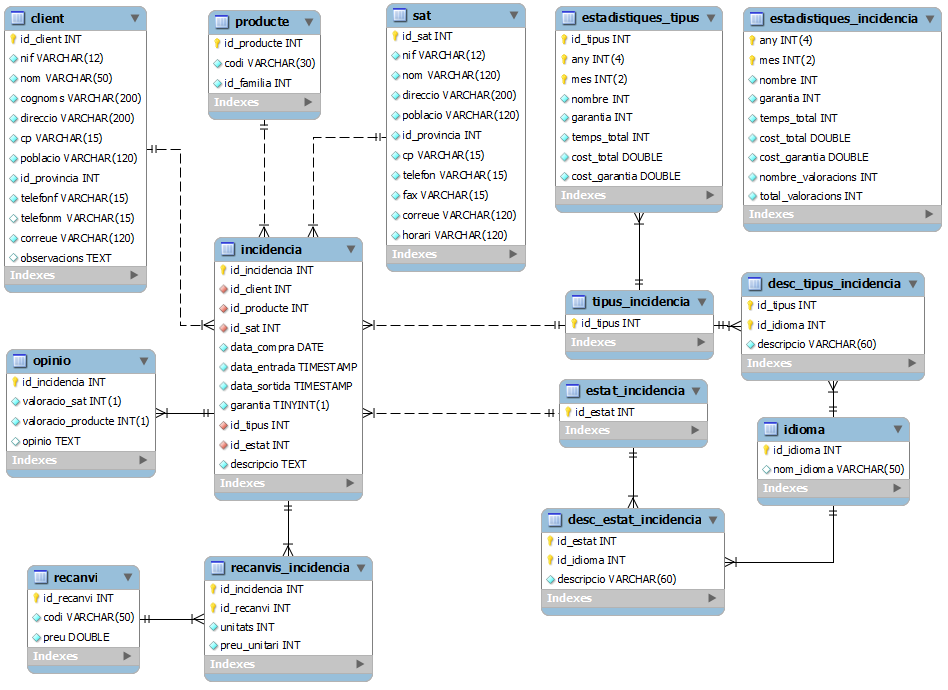 client
id_client INT
nif VARCHAR(12)
nom VARCHAR(50)
cognoms VARCHAR(200)
direccio VARCHAR(200)
cp VARCHAR(15)
poblacio VARCHAR(120)
id_provincia INT
telefonf VARCHAR(15)
telefonm VARCHAR(15)
correue VARCHAR(120)
observacions TEXT
Indexes
producte
id_producte INT
codi VARCHAR(30)
id_familia INT
Indexes
sat
id_sat INT
nif VARCHAR(12)
nom VARCHAR(120)
direccio VARCHAR(200)
poblacio VARCHAR(120)
id_provincia INT
cp VARCHAR(15)
telefon VARCHAR(15)
fax VARCHAR(15)
correue VARCHAR(120)
horari VARCHAR(120)
Indexes
estadistiques_tipus
id_tipus INT
any INT(4)
mes INT(2)
nombre INT
garantia INT
temps_total INT
cost_total DOUBLE
cost_garantia DOUBLE
Indexes
estadistiques_incidencia
any INT(4)
mes INT(2)
nombre INT
garantia INT
temps_total INT
cost_total DOUBLE
cost_garantia DOUBLE
nombre_valoracions INT
total_valoracions INT
Indexes
incidencia
id_incidencia INT
id_client INT
id_producte INT
id_sat INT
data_compra DATE
data_entrada TIMESTAMP
data_sortida TIMESTAMP
garantia TINYINT(1)
id_tipus INT
id_estat INT
descripcio TEXT
Indexes
tipus_incidencia
id_tipus INT
Indexes
desc_tipus_incidencia
id_tipus INT
id_idioma INT
descripcio VARCHAR(60)
Indexes
opinio
id_incidencia INT
valoracio_sat INT(1)
valoracio_producte INT(1)
opinio TEXT
Indexes
estat_incidencia
id_estat INT
Indexes
idioma
id_idioma INT
nom_idioma VARCHAR(50)
Indexes
desc_estat_incidencia
id_estat INT
id_idioma INT
descripcio VARCHAR(60)
Indexes
recanvi
id_recanvi INT
codi VARCHAR(50)
preu DOUBLE
Indexes
recanvis_incidencia
id_incidencia INT
id_recanvi INT
unitats INT
preu_unitari INT
Indexes